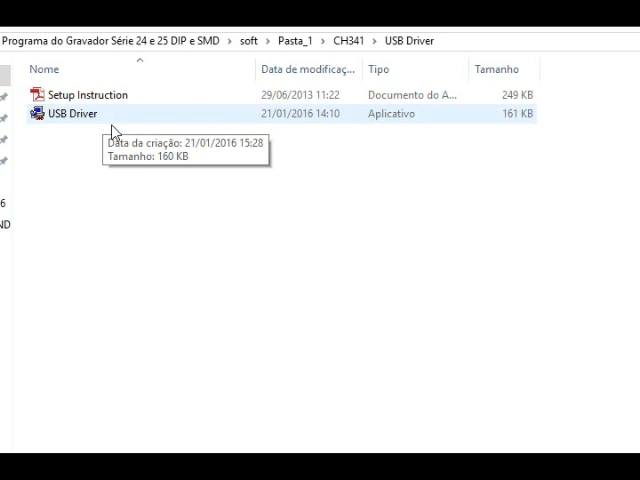 Programa do Gravador Série 24 e 25 DIP e SMD > soft > Pasta_1 > CH341 > USB Driver
Nome Data de modificaç... Tipo Tamanho
Setup Instruction 29/06/2013 11:22 Documento do A... 249 KB
USB Driver 21/01/2016 14:10 Aplicativo 161 KB
Data da criação: 21/01/2016 15:28
Tamanho: 160 KB
6
ND